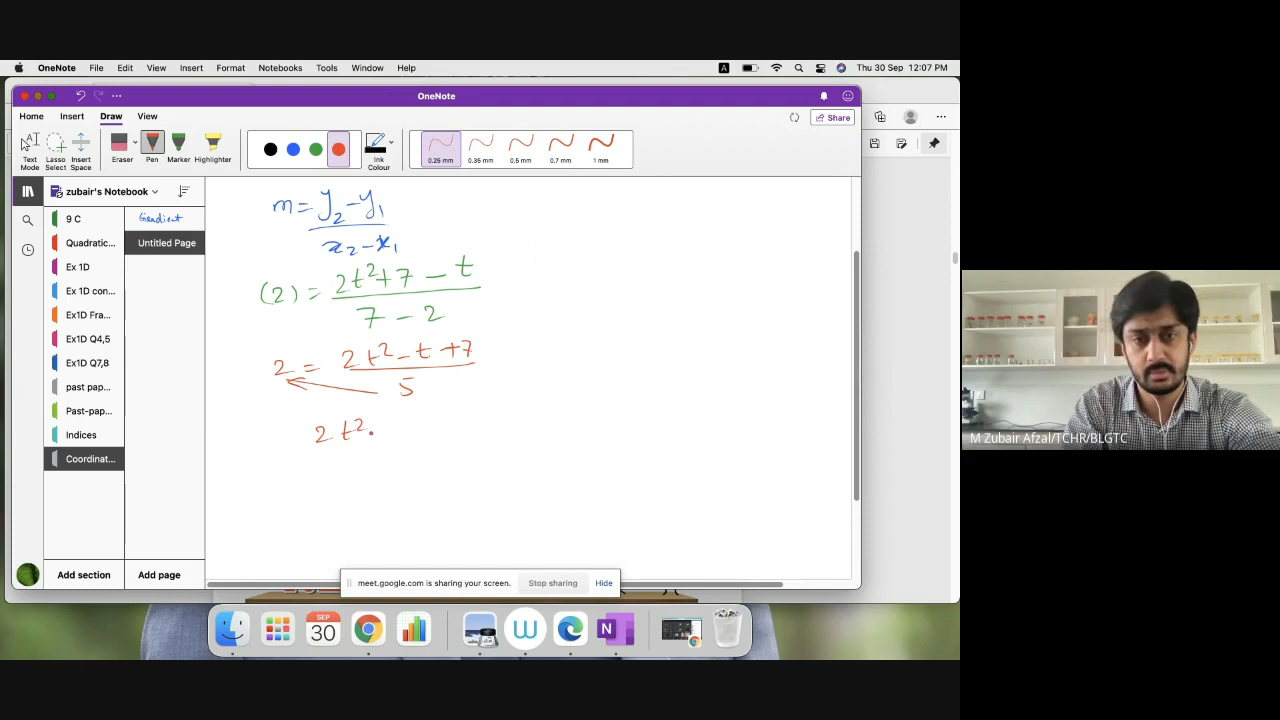 OneNote File Edit View Insert Format Notebooks Tools Window Help A Thu 30 Sep 12:07 PM
OneNote
Home Insert Draw View Share
Text Mode Lasso Select Insert Space Eraser Pen Marker Highlighter Ink Colour 0.25 mm 0.35 mm 0.5 mm 0.7 mm 1 mm
zubair's Notebook
9 C
Quadratic...
Ex 1D
Ex 1D con...
Ex1D Fra...
Ex1D Q4,5
Ex1D Q7,8
past pap...
Past-pap...
Indices
Coordinat...
Gradient
Untitled Page
m = y₂ - y₁
x₂ - x₁
(2) = 2t² + 7 - t
7 - 2
2 = 2t² - t + 7
5
2t²
Add section Add page
meet.google.com is sharing your screen. Stop sharing Hide
SEP
30
W
N
M Zubair Afzal/TCHR/BLGTC